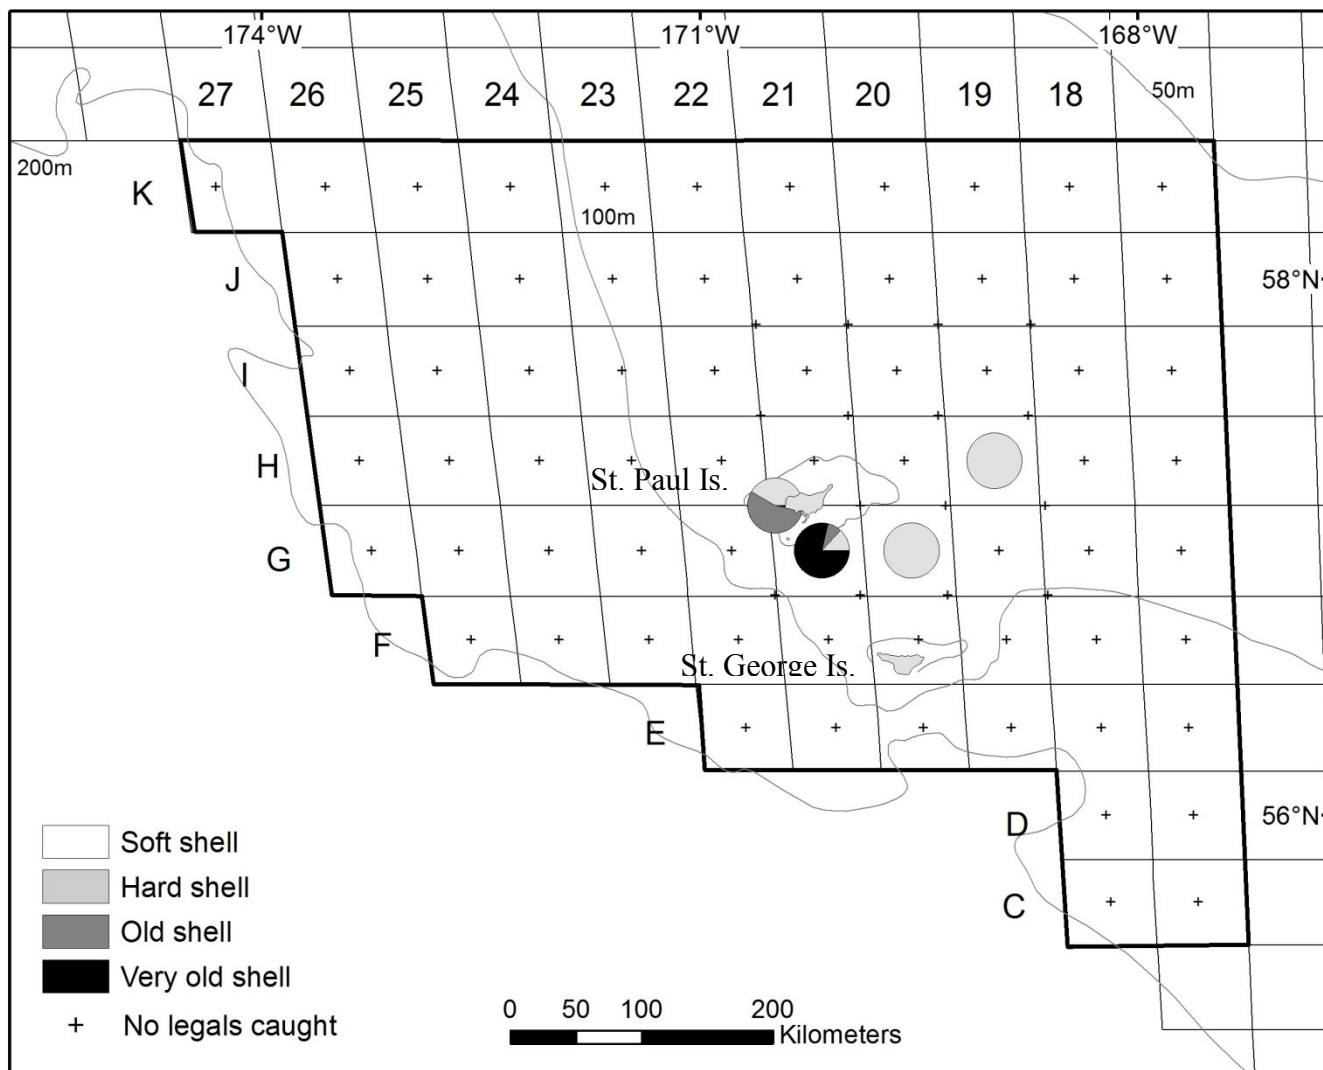 174°W 171°W 168°W
27 26 25 24 23 22 21 20 19 18 50m
200m
K
100m
J
58°N
I
H
St. Paul Is.
G
F
St. George Is.
E
D
56°N
C
Soft shell
Hard shell
Old shell
Very old shell
No legals caught
0 50 100 200
Kilometers